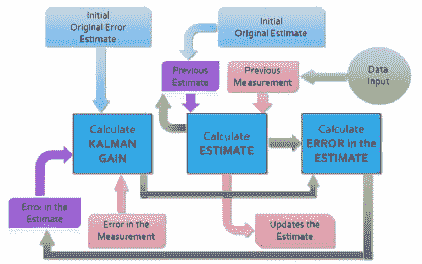 Initial
Original Error
Estimate
Initial
Original Estimate
Previous
Estimate
Previous
Measurement
Data
Input
Calculate
KALMAN
GAIN
Calculate
ESTIMATE
Calculate
ERROR in the
ESTIMATE
Error in the
Estimate
Error in the
Measurement
Updates the
Estimate